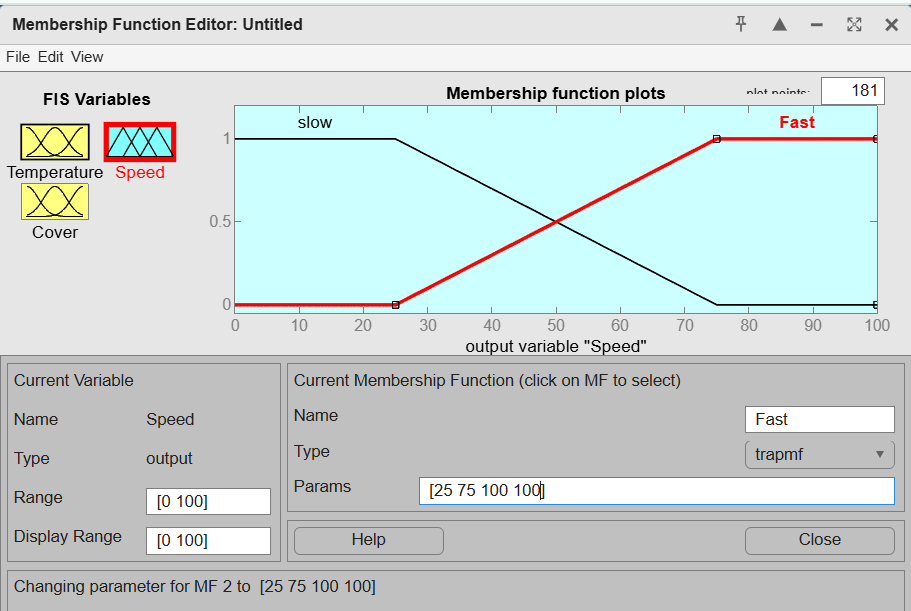 Membership Function Editor: Untitled
File Edit View
FIS Variables
Temperature
Speed
Cover
Membership function plots
plot points:
181
slow
Fast
1
0.5
0
0 10 20 30 40 50 60 70 80 90 100
output variable "Speed"
Current Variable
Name Speed
Type output
Range [0 100]
Display Range [0 100]
Current Membership Function (click on MF to select)
Name Fast
Type trapmf
Params [25 75 100 100]
Help
Close
Changing parameter for MF 2 to [25 75 100 100]